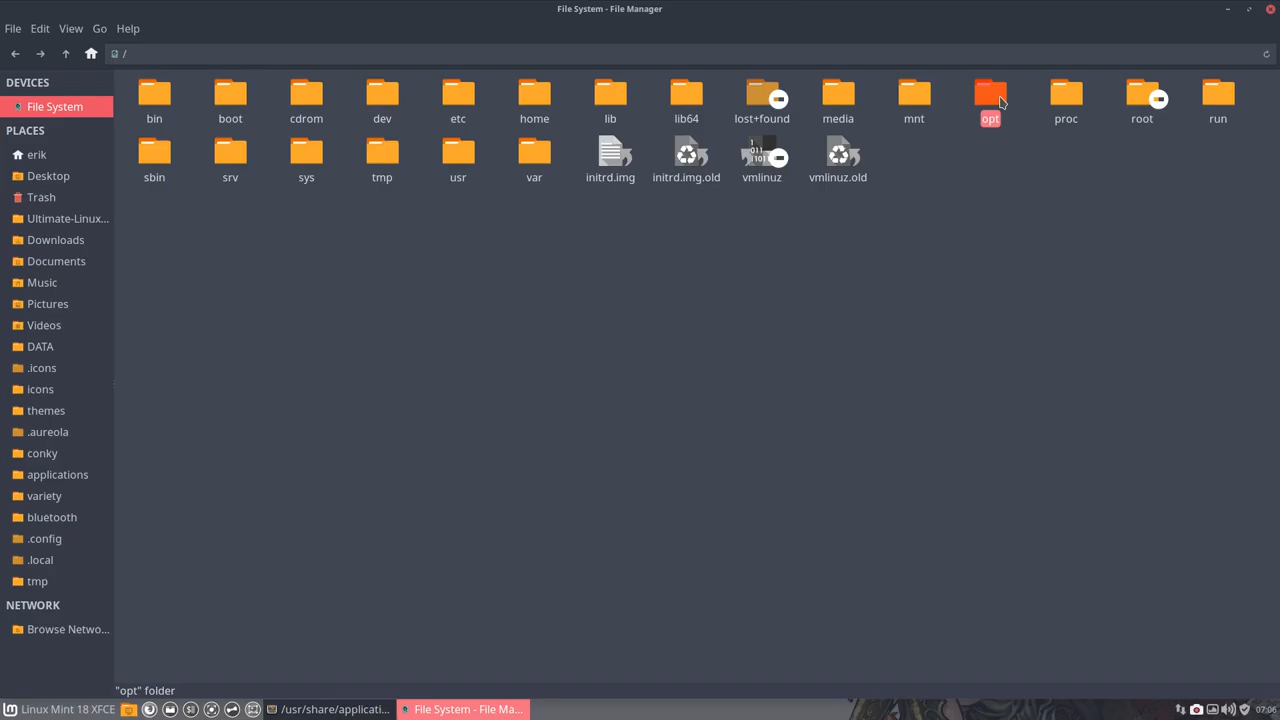 File System - File Manager
File Edit View Go Help
/
DEVICES
File System
PLACES
erik
Desktop
Trash
Ultimate-Linux...
Downloads
Documents
Music
Pictures
Videos
DATA
.icons
icons
themes
.aureola
conky
applications
variety
bluetooth
.config
.local
tmp
NETWORK
Browse Netwo...
bin boot cdrom dev etc home lib lib64 lost+found media mnt opt proc root run
sbin srv sys tmp usr var initrd.img initrd.img.old vmlinuz vmlinuz.old
"opt" folder
Linux Mint 18 XFCE /usr/share/applicati... File System - File Ma... 07:06